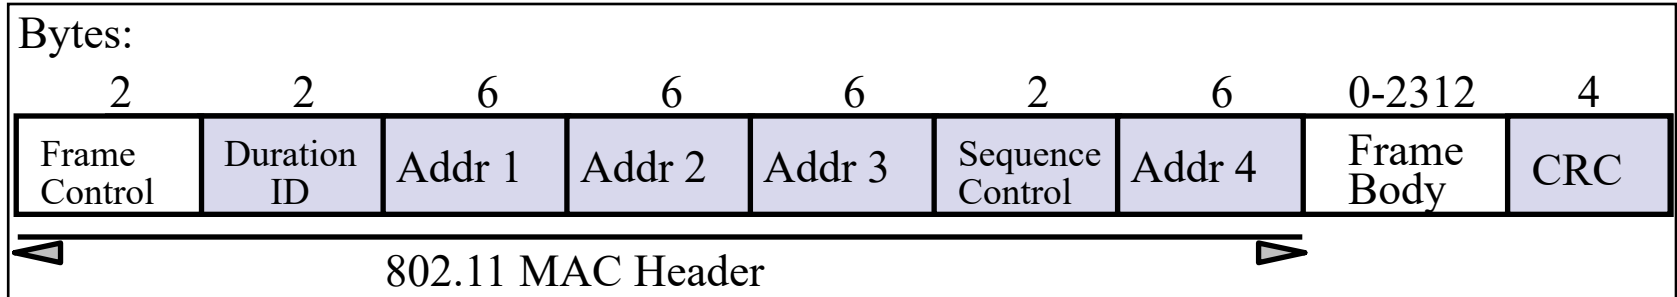 Bytes:
2 2 6 6 6 2 6 0-2312 4
Frame Control Duration ID Addr 1 Addr 2 Addr 3 Sequence Control Addr 4 Frame Body CRC
802.11 MAC Header